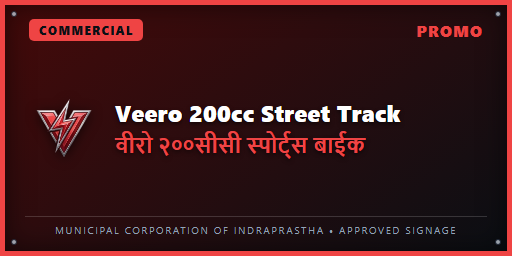 COMMERCIAL
PROMO
Veero 200cc Street Track
वीरो २००सीसी स्पोर्ट्स बाईक
MUNICIPAL CORPORATION OF INDRAPRASTHA • APPROVED SIGNAGE